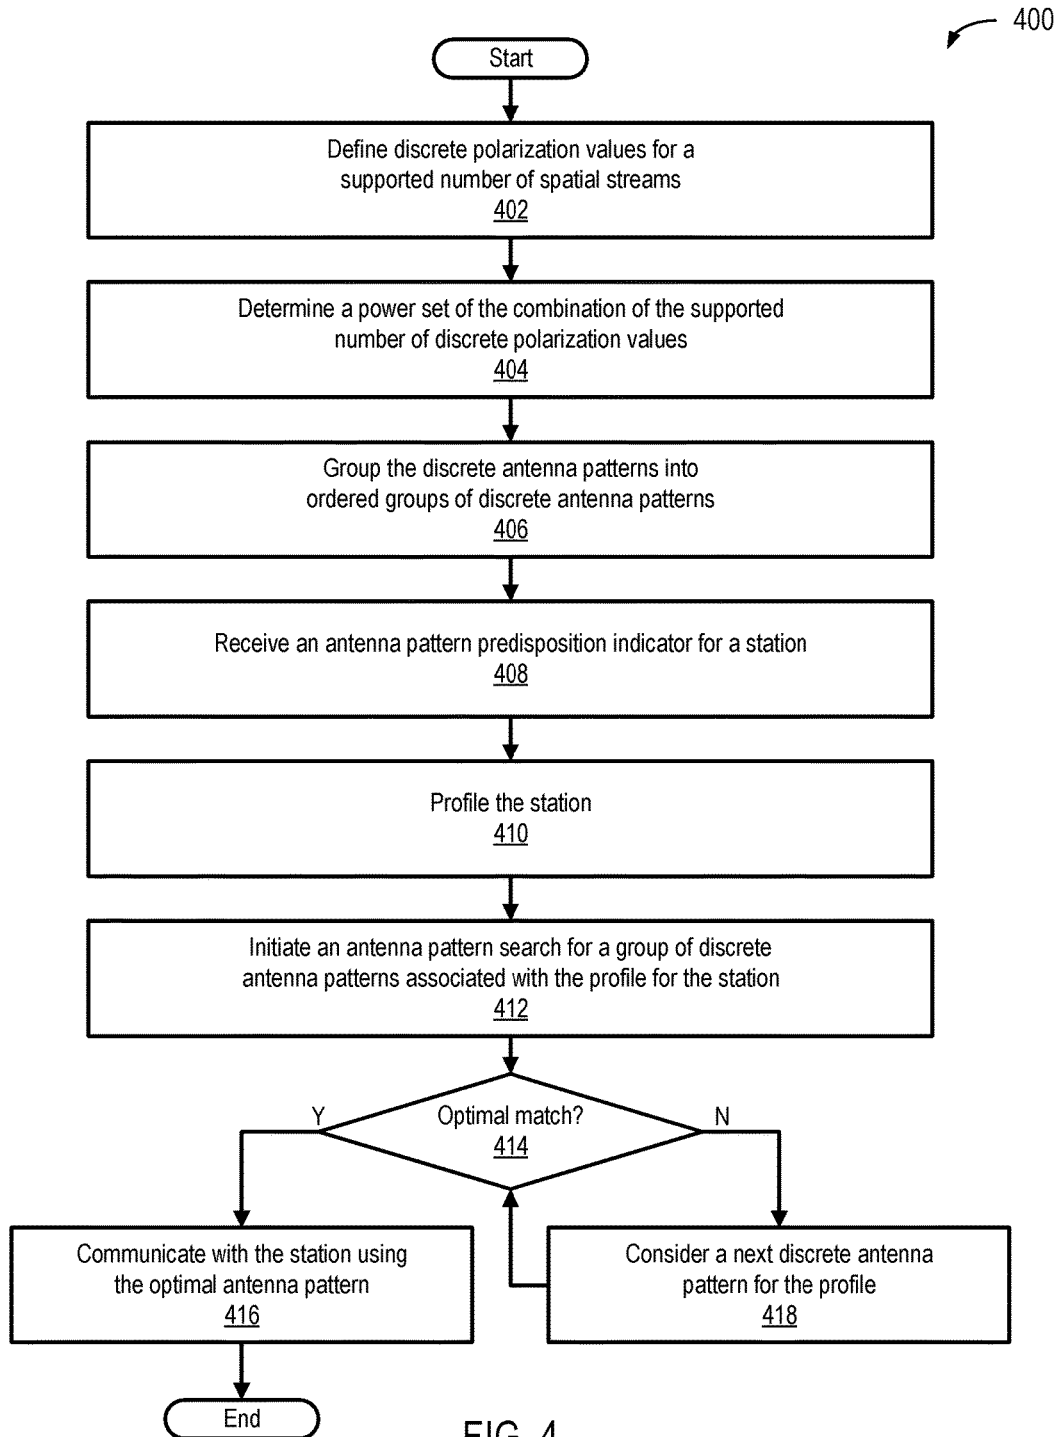 400
Start
Define discrete polarization values for a
supported number of spatial streams
402
Determine a power set of the combination of the supported
number of discrete polarization values
404
Group the discrete antenna patterns into
ordered groups of discrete antenna patterns
406
Receive an antenna pattern predisposition indicator for a station
408
Profile the station
410
Initiate an antenna pattern search for a group of discrete
antenna patterns associated with the profile for the station
412
Y
Optimal match?
N
414
Communicate with the station using
the optimal antenna pattern
416
Consider a next discrete antenna
pattern for the profile
418
End
FIG. 4